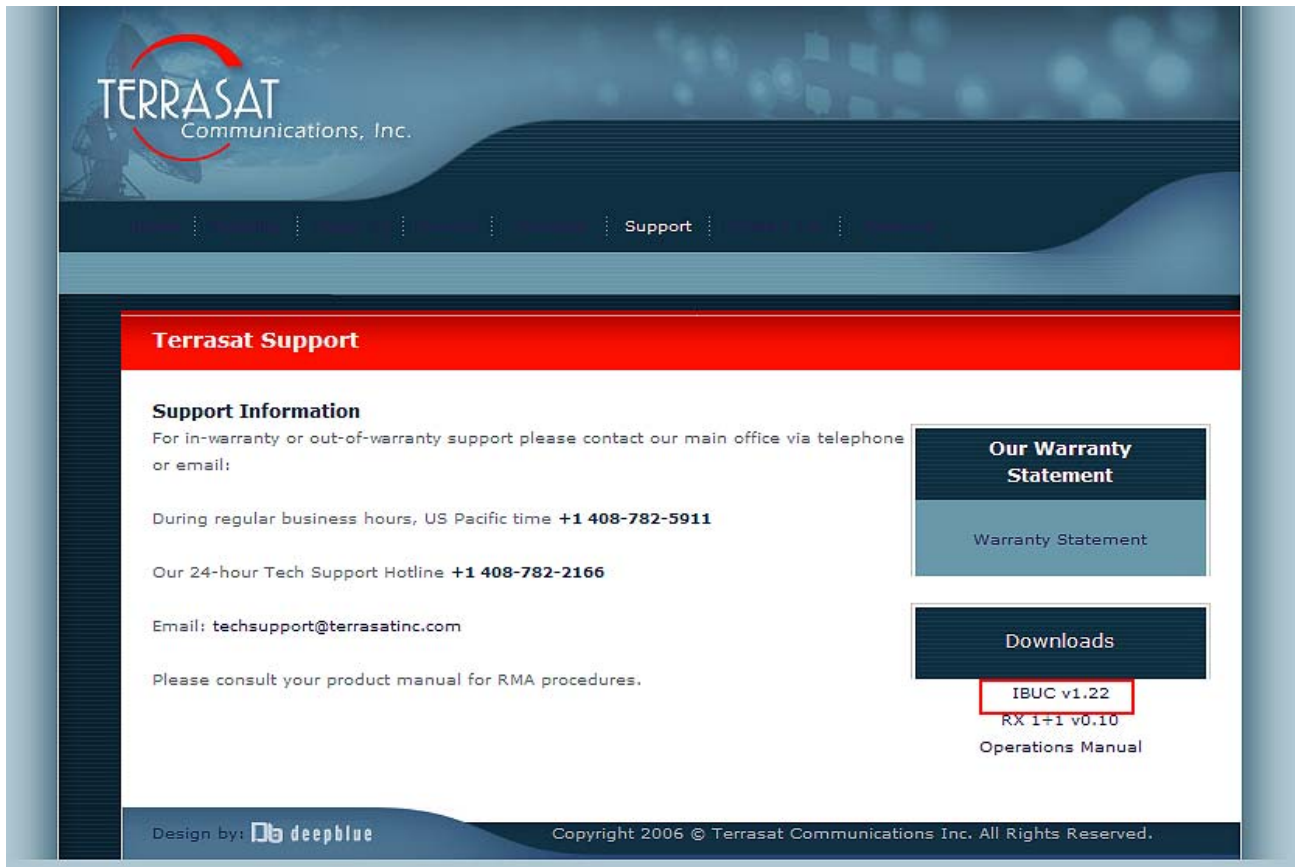 TERRASAT
Communications, Inc.
Support
Terrasat Support
Support Information
For in-warranty or out-of-warranty support please contact our main office via telephone
or email:
During regular business hours, US Pacific time +1 408-782-5911
Our 24-hour Tech Support Hotline +1 408-782-2166
Email: techsupport@terrasatinc.com
Please consult your product manual for RMA procedures.
Our Warranty
Statement
Warranty Statement
Downloads
IBUC v1.22
RX 1+1 v0.10
Operations Manual
Design by: Db deepblue
Copyright 2006 © Terrasat Communications Inc. All Rights Reserved.